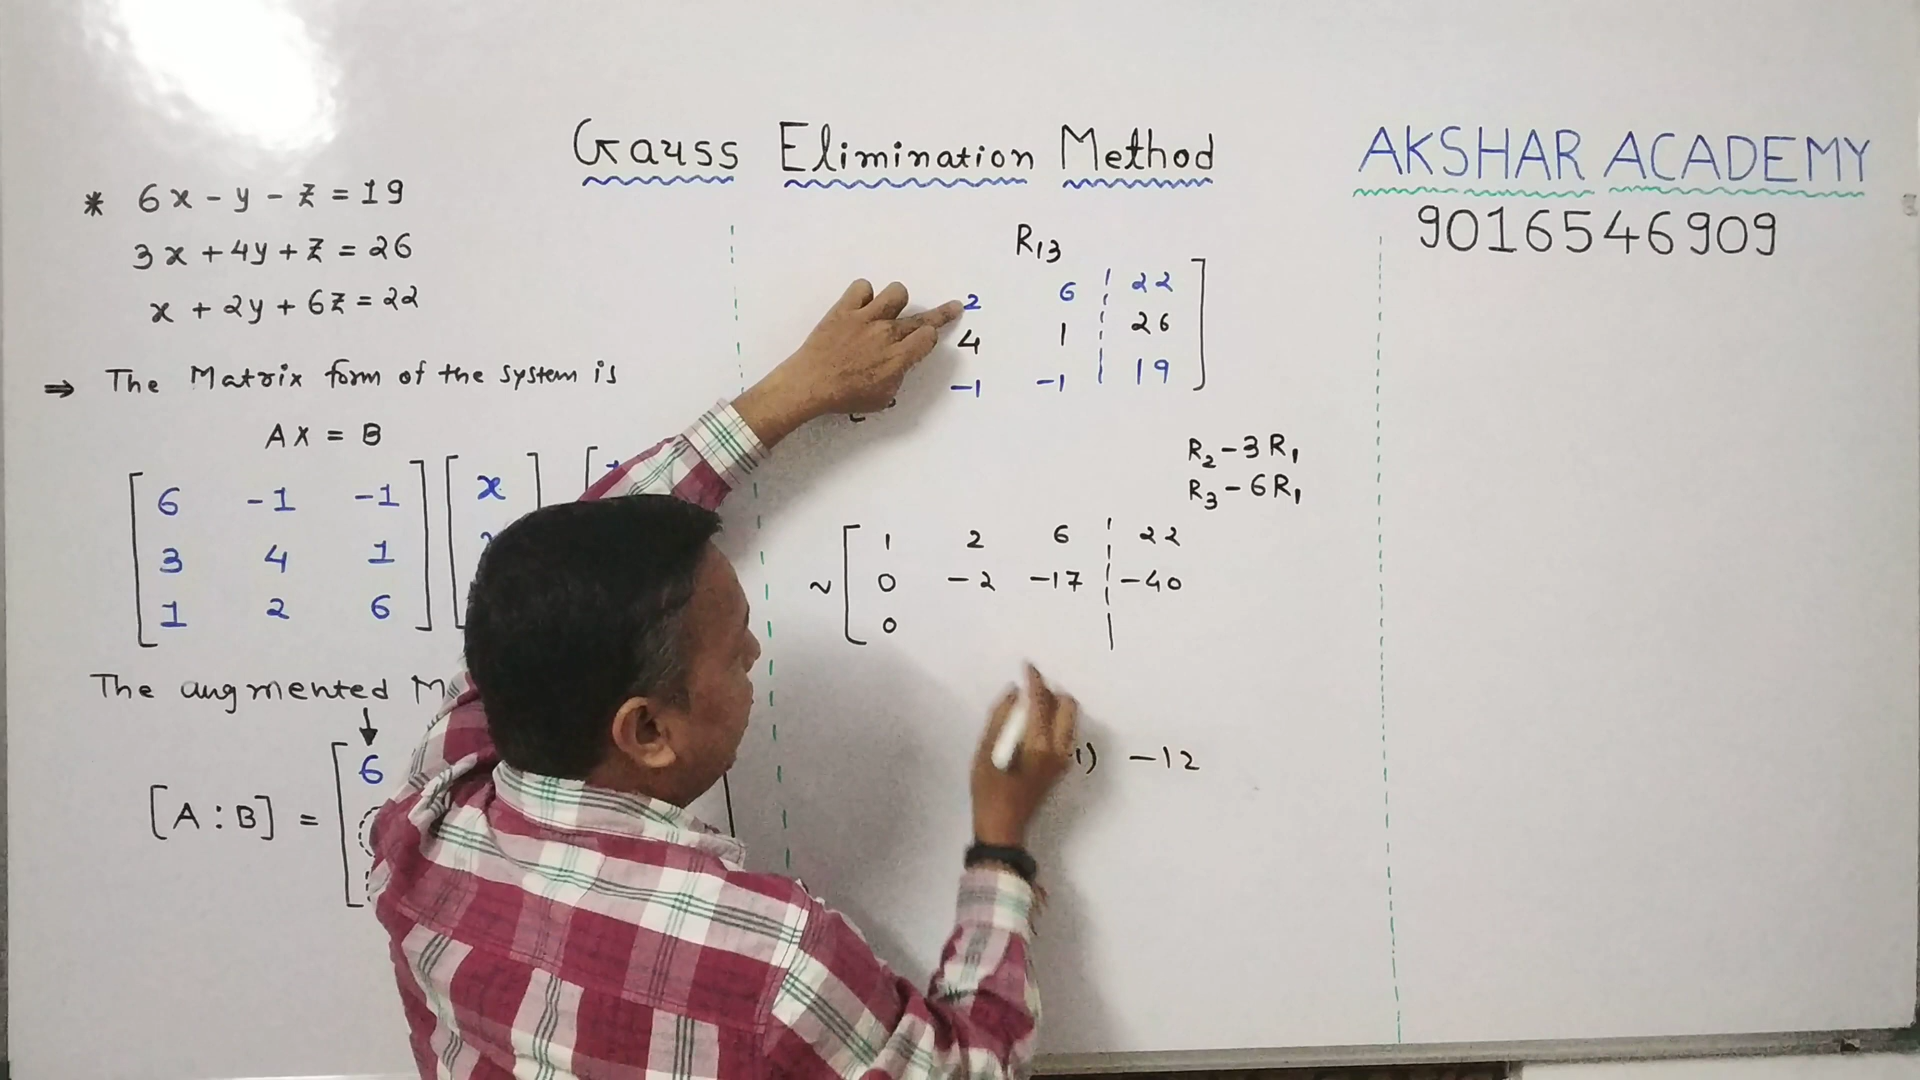 Gauss Elimination Method
AKSHAR ACADEMY
9016546909
* 6x - y - z = 19
3x + 4y + z = 26
x + 2y + 6z = 22
⇒ The Matrix form of the system is
AX = B
6 -1 -1 x
3 4 1
1 2 6
The augmented
[A : B] = 6
R13
2 6 22
4 1 26
-1 -1 19
R2 - 3R1
R3 - 6R1
~ 1 2 6 22
0 -2 -17 -40
0
1) -12